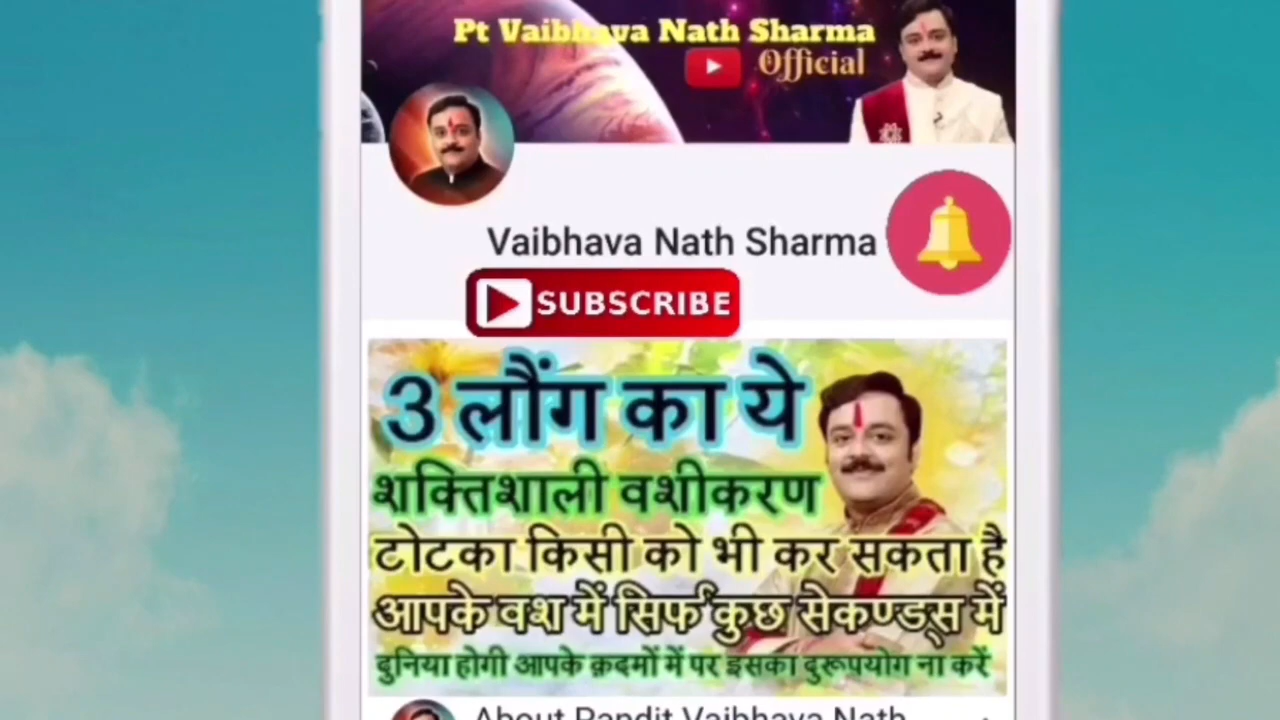 Pt Vaibhava Nath Sharma
Official
Vaibhava Nath Sharma
SUBSCRIBE
3 लौंग का ये
शक्तिशाली वशीकरण
टोटका किसी को भी कर सकता है
आपके वश में सिर्फ कुछ सेकण्ड्स में
दुनिया होगी आपके क़दमों में पर इसका दुरूपयोग ना करें
About Pandit Vaibhava Nath